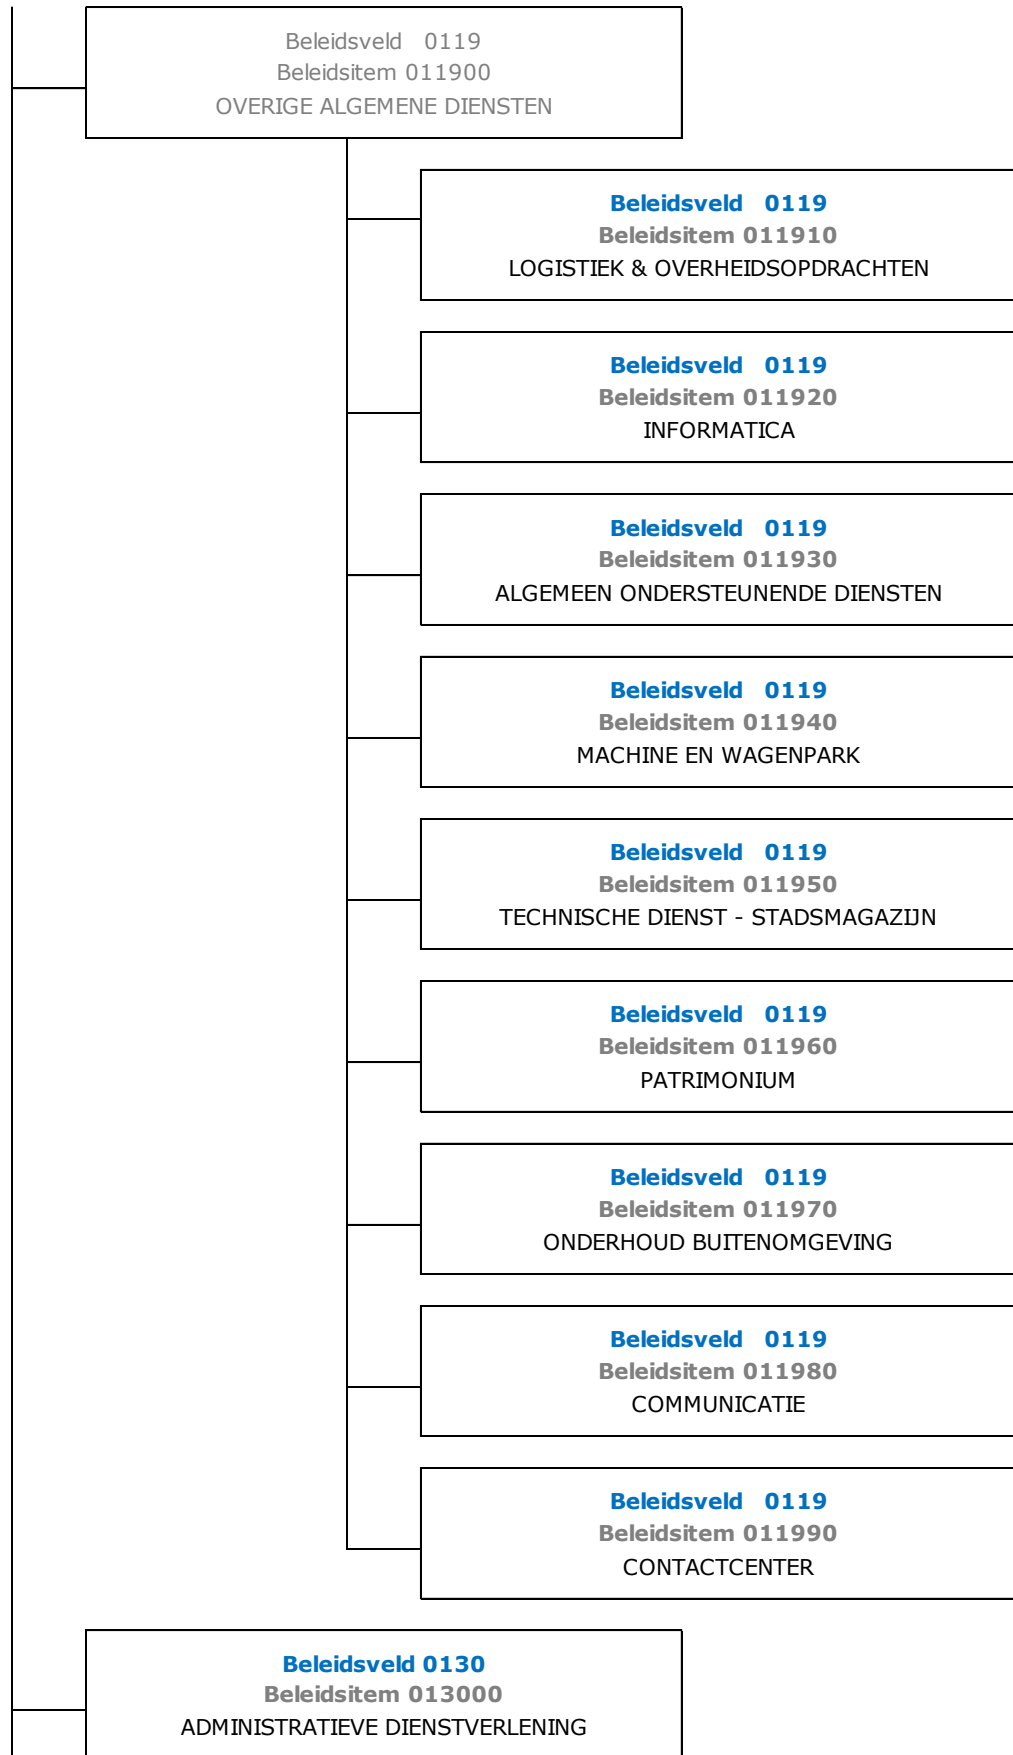 Beleidsveld 0119
Beleidsitem 011900
OVERIGE ALGEMENE DIENSTEN
Beleidsveld 0119
Beleidsitem 011910
LOGISTIEK & OVERHEIDSOPDRACHTEN
Beleidsveld 0119
Beleidsitem 011920
INFORMATICA
Beleidsveld 0119
Beleidsitem 011930
ALGEMEEN ONDERSTEUNENDE DIENSTEN
Beleidsveld 0119
Beleidsitem 011940
MACHINE EN WAGENPARK
Beleidsveld 0119
Beleidsitem 011950
TECHNISCHE DIENST - STADSMAGAZIJN
Beleidsveld 0119
Beleidsitem 011960
PATRIMONIUM
Beleidsveld 0119
Beleidsitem 011970
ONDERHOUD BUITENOMGEVING
Beleidsveld 0119
Beleidsitem 011980
COMMUNICATIE
Beleidsveld 0119
Beleidsitem 011990
CONTACTCENTER
Beleidsveld 0130
Beleidsitem 013000
ADMINISTRATIEVE DIENSTVERLENING